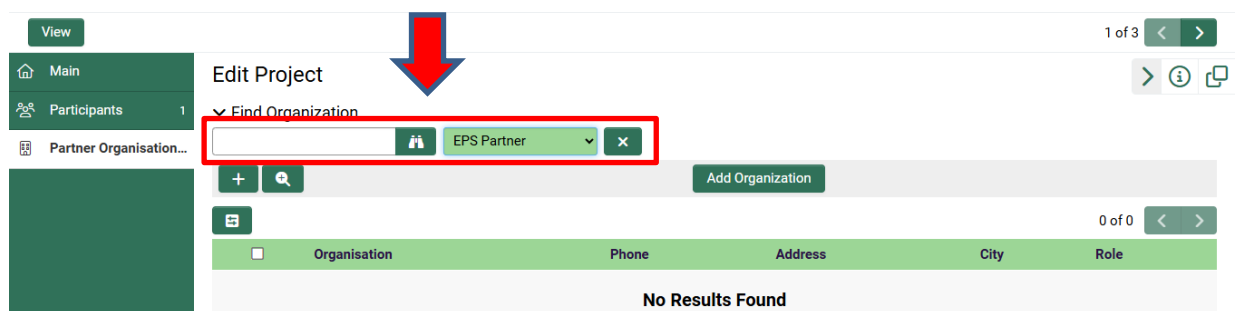 View
1 of 3
Main
Participants 1
Partner Organisation...
Edit Project
Find Organization
EPS Partner
Add Organization
0 of 0
Organisation Phone Address City Role
No Results Found